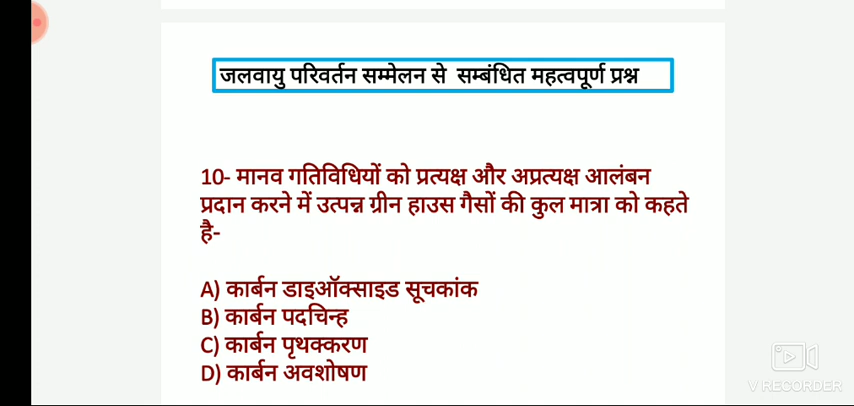 जलवायु परिवर्तन सम्मेलन से सम्बंधित महत्वपूर्ण प्रश्न
10- मानव गतिविधियों को प्रत्यक्ष और अप्रत्यक्ष आलंबन
प्रदान करने में उत्पन्न ग्रीन हाउस गैसों की कुल मात्रा को कहते
है-
A) कार्बन डाइऑक्साइड सूचकांक
B) कार्बन पदचिन्ह
C) कार्बन पृथक्करण
D) कार्बन अवशोषण
V RECORDER